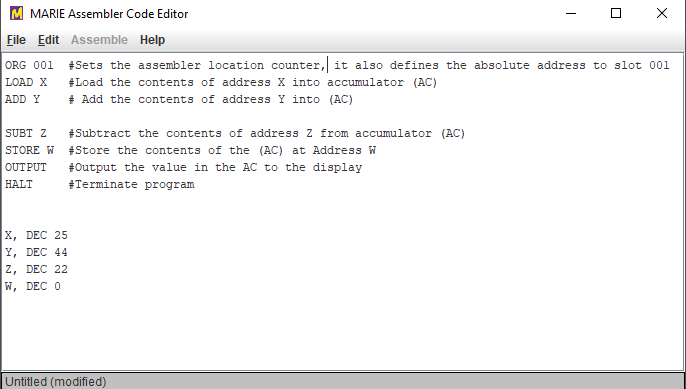 MARIE Assembler Code Editor
File Edit Assemble Help
ORG 001 #Sets the assembler location counter, it also defines the absolute address to slot 001
LOAD X #Load the contents of address X into accumulator (AC)
ADD Y # Add the contents of address Y into (AC)
SUBT Z #Subtract the contents of address Z from accumulator (AC)
STORE W #Store the contents of the (AC) at Address W
OUTPUT #Output the value in the AC to the display
HALT #Terminate program
X, DEC 25
Y, DEC 44
Z, DEC 22
W, DEC 0
Untitled (modified)